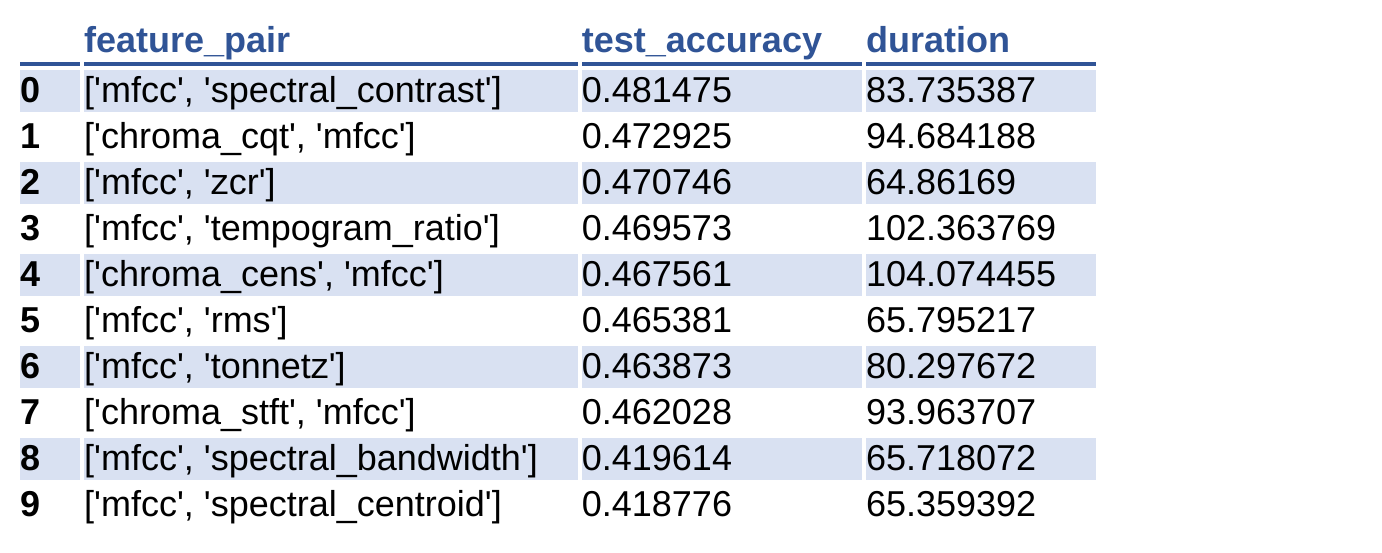 feature_pair test_accuracy duration
0 ['mfcc', 'spectral_contrast'] 0.481475 83.735387
1 ['chroma_cqt', 'mfcc'] 0.472925 94.684188
2 ['mfcc', 'zcr'] 0.470746 64.86169
3 ['mfcc', 'tempogram_ratio'] 0.469573 102.363769
4 ['chroma_cens', 'mfcc'] 0.467561 104.074455
5 ['mfcc', 'rms'] 0.465381 65.795217
6 ['mfcc', 'tonnetz'] 0.463873 80.297672
7 ['chroma_stft', 'mfcc'] 0.462028 93.963707
8 ['mfcc', 'spectral_bandwidth'] 0.419614 65.718072
9 ['mfcc', 'spectral_centroid'] 0.418776 65.359392